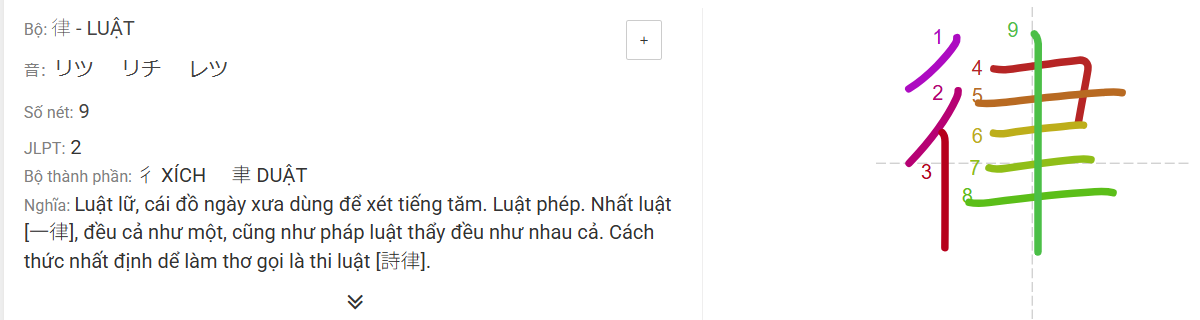 Bộ: 律 - LUẬT
+
音: リツ リチ レツ
Số nét: 9
JLPT: 2
Bộ thành phần: 彳 XÍCH 聿 DUẬT
Nghĩa: Luật lữ, cái đồ ngày xưa dùng để xét tiếng tăm. Luật phép. Nhất luật
[一律], đều cả như một, cũng như pháp luật thẩy đều như nhau cả. Cách
thức nhất định dể làm thơ gọi là thi luật [詩律].
律
1
2
3
4
5
6
7
8
9